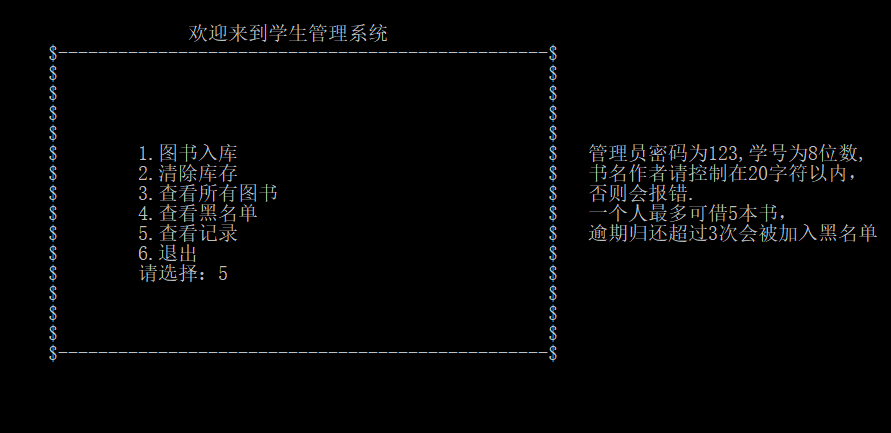 欢迎来到学生管理系统
$-------------------------------------------------$
1.图书入库
2.清除库存
3.查看所有图书
4.查看黑名单
5.查看记录
6.退出
请选择：5
$-------------------------------------------------$
管理员密码为123,学号为8位数,
书名作者请控制在20字符以内，
否则会报错.
一个人最多可借5本书，
逾期归还超过3次会被加入黑名单